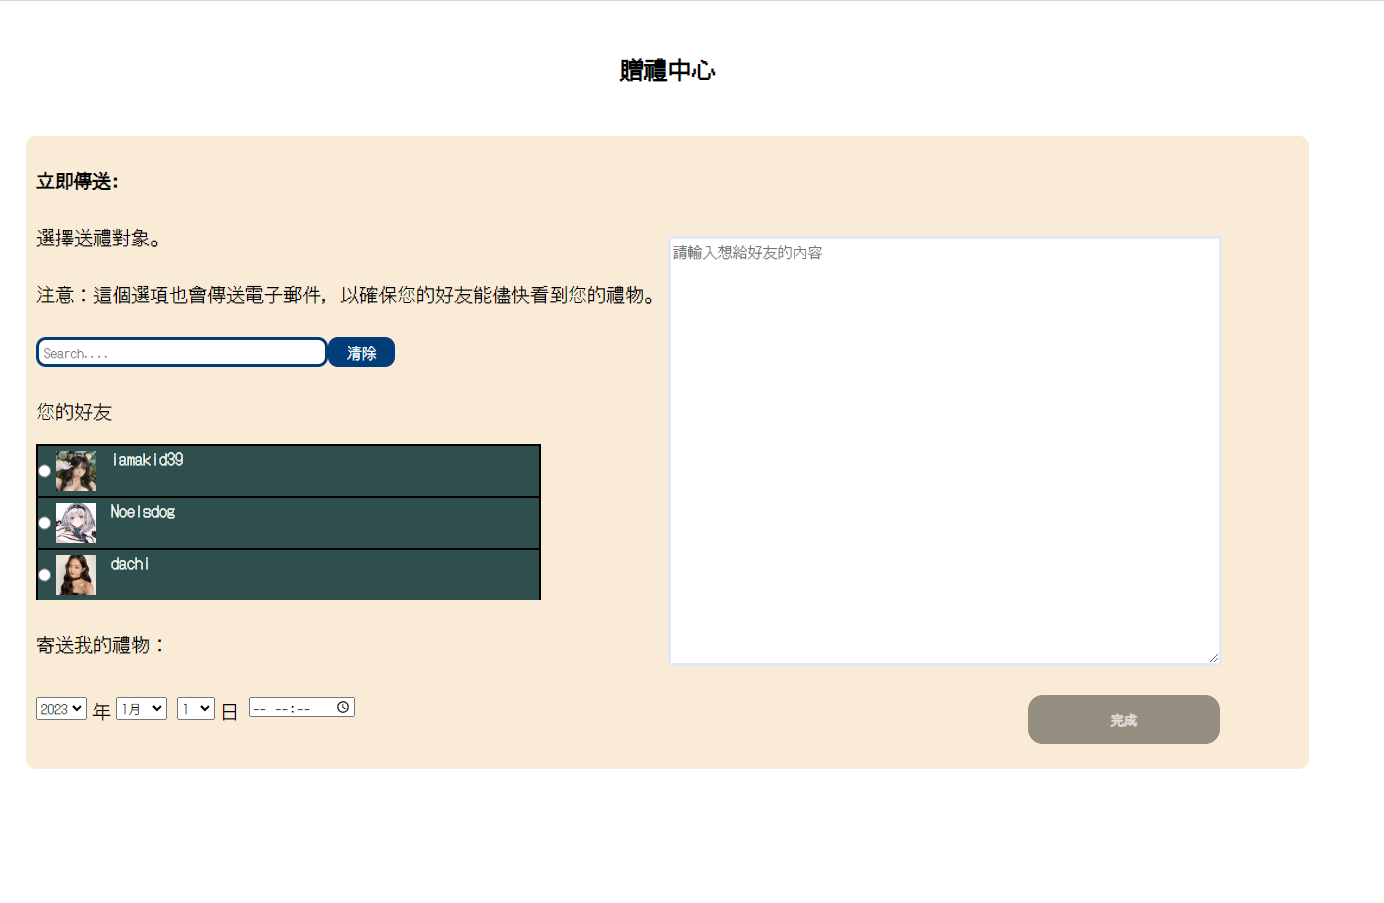 贈禮中心
立即傳送:
選擇送禮對象。
注意：這個選項也會傳送電子郵件, 以確保您的好友能儘快看到您的禮物。
Search....
清除
您的好友
iamakid39
Noelsdog
dachi
寄送我的禮物：
2023 年 1月 1 日 -- --:--
請輸入想給好友的內容
完成